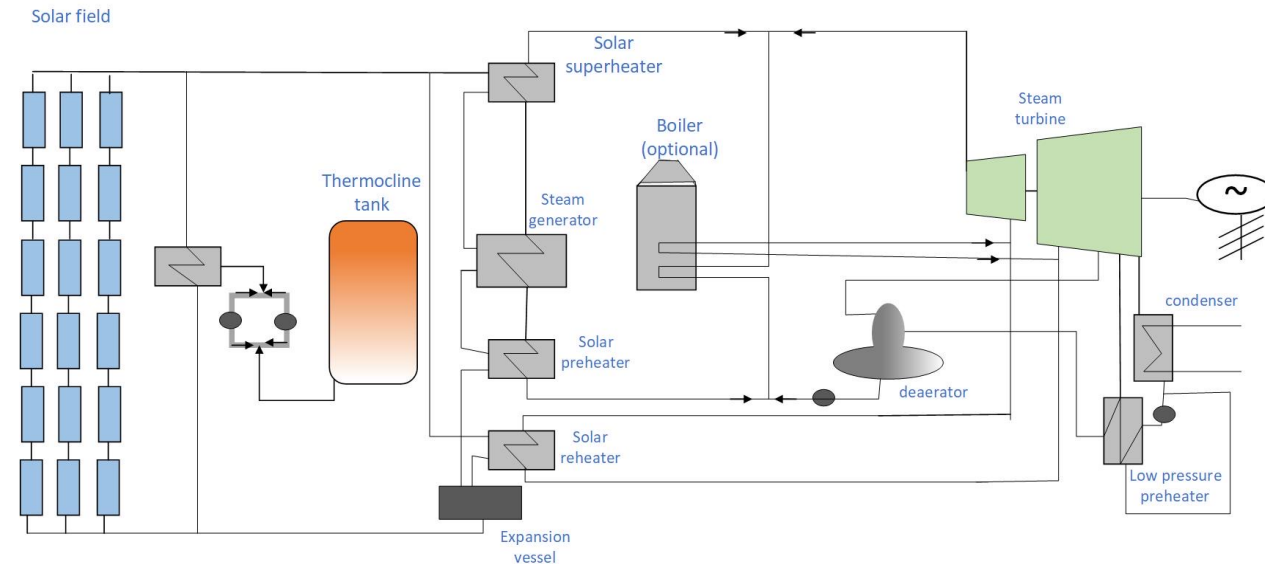 Solar field
Solar
superheater
Boiler
(optional)
Steam
turbine
Thermocline
tank
Steam
generator
~
condenser
Solar
preheater
deaerator
Solar
reheater
Low pressure
preheater
Expansion
vessel